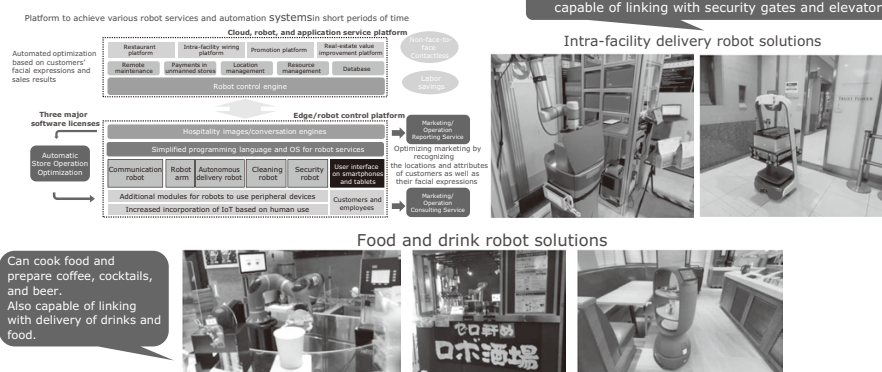 capable of linking with security gates and elevator
Platform to achieve various robot services and automation systems in short periods of time
Intra-facility delivery robot solutions
Cloud, robot, and application service platform
Automated optimization
based on customers'
facial expressions and
sales results
Restaurant
platform
Intra-facility wiring
platform
Promotion platform
Real-estate value
improvement platform
Remote
maintenance
Payments in
unmanned stores
Location
management
Resource
management
Database
Robot control engine
Non-face-to-
face
Contactless
Labor
savings
Three major
software licenses
Automatic
Store Operation
Optimization
Edge/robot control platform
Hospitality images/conversation engines
Simplified programming language and OS for robot services
Communication
robot
Robot
arm
Autonomous
delivery robot
Cleaning
robot
Security
robot
User interface
on smartphones
and tablets
Additional modules for robots to use peripheral devices
Increased incorporation of IoT based on human use
Customers and
employees
Marketing/
Operation
Reporting Service
Optimizing marketing by
recognizing
the locations and attributes
of customers as well as
their facial expressions
Marketing/
Operation
Consulting Service
Food and drink robot solutions
Can cook food and
prepare coffee, cocktails,
and beer.
Also capable of linking
with delivery of drinks and
food.
ゼロ軒め
ロボ酒場